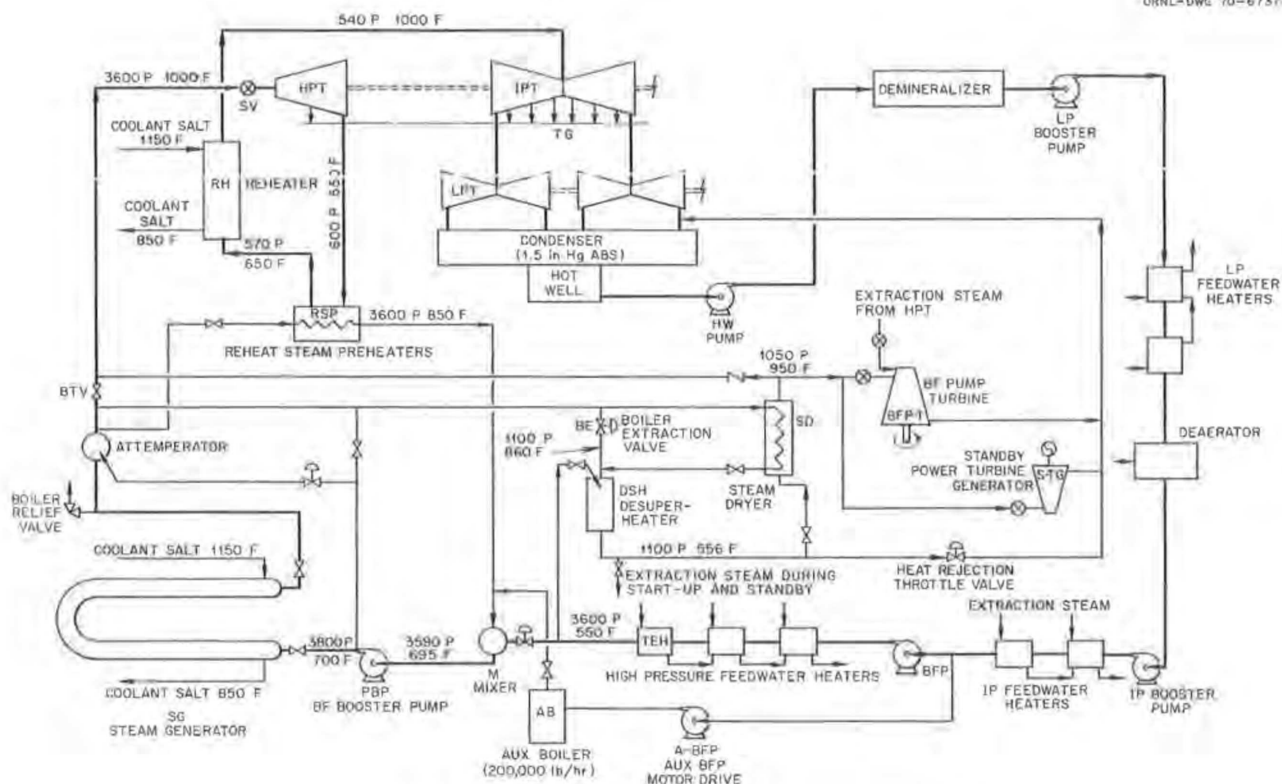 540 P 1000 F
3600 P 1000 F
SV
HPT
IPT
TG
DEMINERALIZER
LP
BOOSTER
PUMP
COOLANT SALT
1150 F
RH REHEATER
COOLANT
SALT
850 F
570 P
650 F
600 P 550 F
LPT
CONDENSER
(1.5 in Hg ABS)
HOT
WELL
HW
PUMP
LP
FEEDWATER
HEATERS
RSP
3600 P 850 F
REHEAT STEAM PREHEATERS
EXTRACTION STEAM
FROM HPT
1050 P
950 F
BTV
BF PUMP
TURBINE
BFP-T
BE
BOILER
EXTRACTION
VALVE
SD
ATTEMPERATOR
1100 P
860 F
DEAERATOR
STANDBY
POWER TURBINE
GENERATOR
S-TG
BOILER
RELIEF
VALVE
DSH
DESUPER-
HEATER
STEAM
DRYER
COOLANT SALT 1150 F
1100 P 556 F
HEAT REJECTION
THROTTLE VALVE
EXTRACTION STEAM DURING
START-UP AND STANDBY
EXTRACTION STEAM
3600 P
550 F
TEH
3800 P
700 F
3590 P
695 F
M
MIXER
HIGH PRESSURE FEEDWATER HEATERS
BFP
COOLANT SALT 850 F
PBP
BF BOOSTER PUMP
IP FEEDWATER
HEATERS
IP BOOSTER
PUMP
SG
STEAM GENERATOR
AB
AUX BOILER
(200,000 lb/hr)
A-BFP
AUX BFP
MOTOR DRIVE